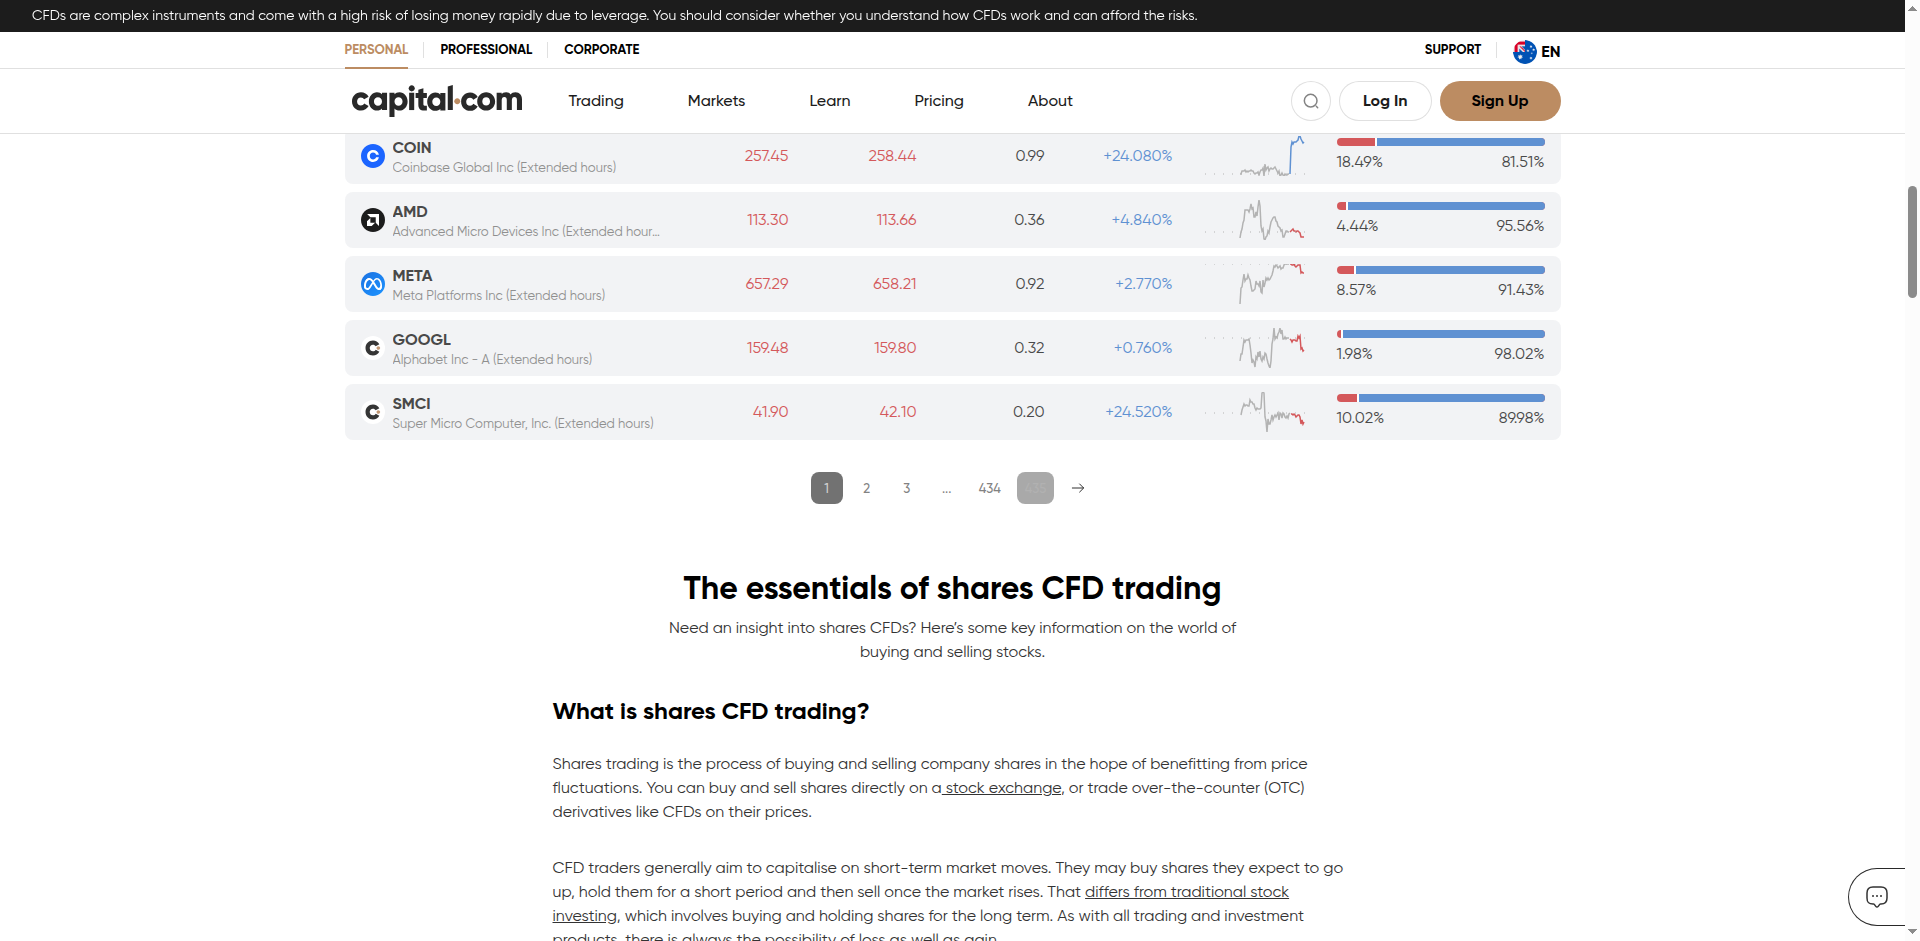 CFDs are complex instruments and come with a high risk of losing money rapidly due to leverage. You should consider whether you understand how CFDs work and can afford the risks.
PERSONAL PROFESSIONAL CORPORATE SUPPORT EN
capital.com Trading Markets Learn Pricing About Log In Sign Up
COIN
Coinbase Global Inc (Extended hours) 257.45 258.44 0.99 +24.080% 18.49% 81.51%
AMD
Advanced Micro Devices Inc (Extended hour... 113.30 113.66 0.36 +4.840% 4.44% 95.56%
META
Meta Platforms Inc (Extended hours) 657.29 658.21 0.92 +2.770% 8.57% 91.43%
GOOGL
Alphabet Inc - A (Extended hours) 159.48 159.80 0.32 +0.760% 1.98% 98.02%
SMCI
Super Micro Computer, Inc. (Extended hours) 41.90 42.10 0.20 +24.520% 10.02% 89.98%
1 2 3 ... 434 435
The essentials of shares CFD trading
Need an insight into shares CFDs? Here’s some key information on the world of
buying and selling stocks.
What is shares CFD trading?
Shares trading is the process of buying and selling company shares in the hope of benefitting from price
fluctuations. You can buy and sell shares directly on a stock exchange, or trade over-the-counter (OTC)
derivatives like CFDs on their prices.
CFD traders generally aim to capitalise on short-term market moves. They may buy shares they expect to go
up, hold them for a short period and then sell once the market rises. That differs from traditional stock
investing, which involves buying and holding shares for the long term. As with all trading and investment
products, there is always the possibility of loss as well as gain.